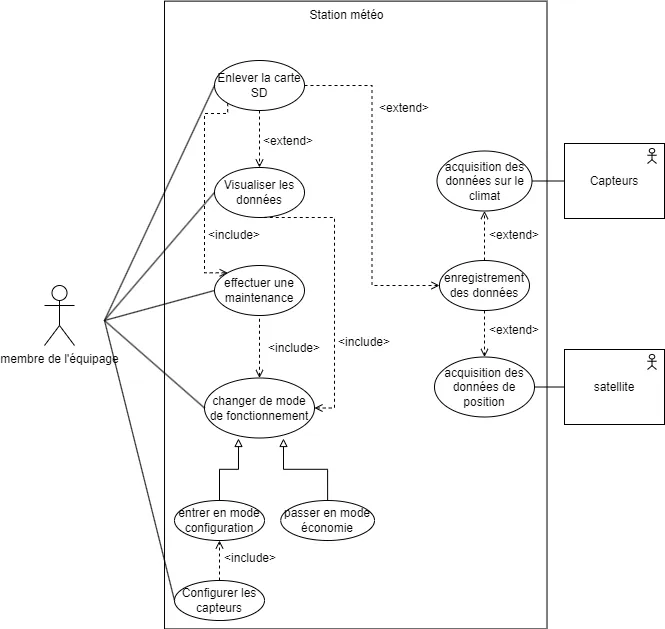 Station météo
Enlever la carte
SD
<extend>
<extend>
Visualiser les
données
<include>
acquisition des
données sur le
climat
Capteurs
<extend>
effectuer une
maintenance
enregistrement
des données
membre de l'équipage
<include>
<include>
<extend>
changer de mode
de fonctionnement
acquisition des
données de
position
satellite
entrer en mode
configuration
passer en mode
économie
<include>
Configurer les
capteurs